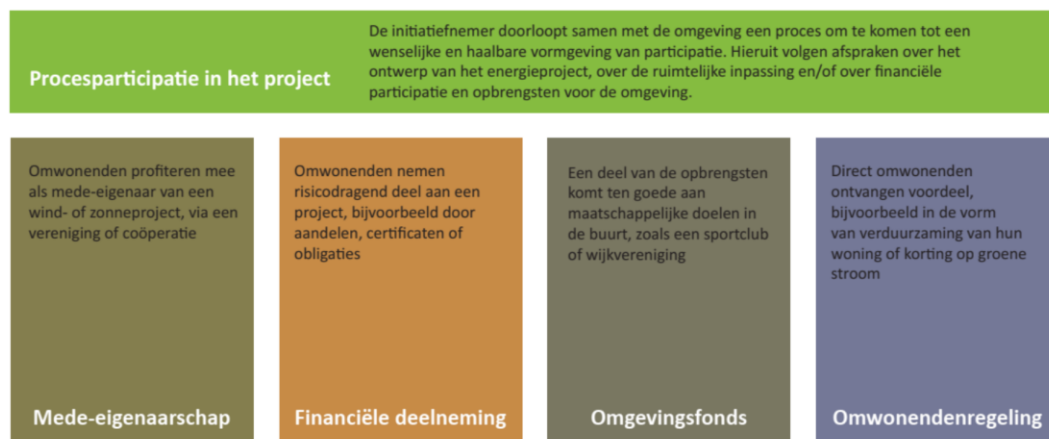 Procesparticipatie in het project
De initiatiefnemer doorloopt samen met de omgeving een proces om te komen tot een
wenselijke en haalbare vormgeving van participatie. Hieruit volgen afspraken over het
ontwerp van het energieproject, over de ruimtelijke inpassing en/of over financiële
participatie en opbrengsten voor de omgeving.
Omwonenden profiteren mee
als mede-eigenaar van een
wind- of zonneproject, via een
vereniging of coöperatie
Mede-eigenaarschap
Omwonenden nemen
risicodragend deel aan een
project, bijvoorbeeld door
aandelen, certificaten of
obligaties
Financiële deelneming
Een deel van de opbrengsten
komt ten goede aan
maatschappelijke doelen in
de buurt, zoals een sportclub
of wijkvereniging
Omgevingsfonds
Direct omwonenden
ontvangen voordeel,
bijvoorbeeld in de vorm
van verduurzaming van hun
woning of korting op groene
stroom
Omwonendenregeling